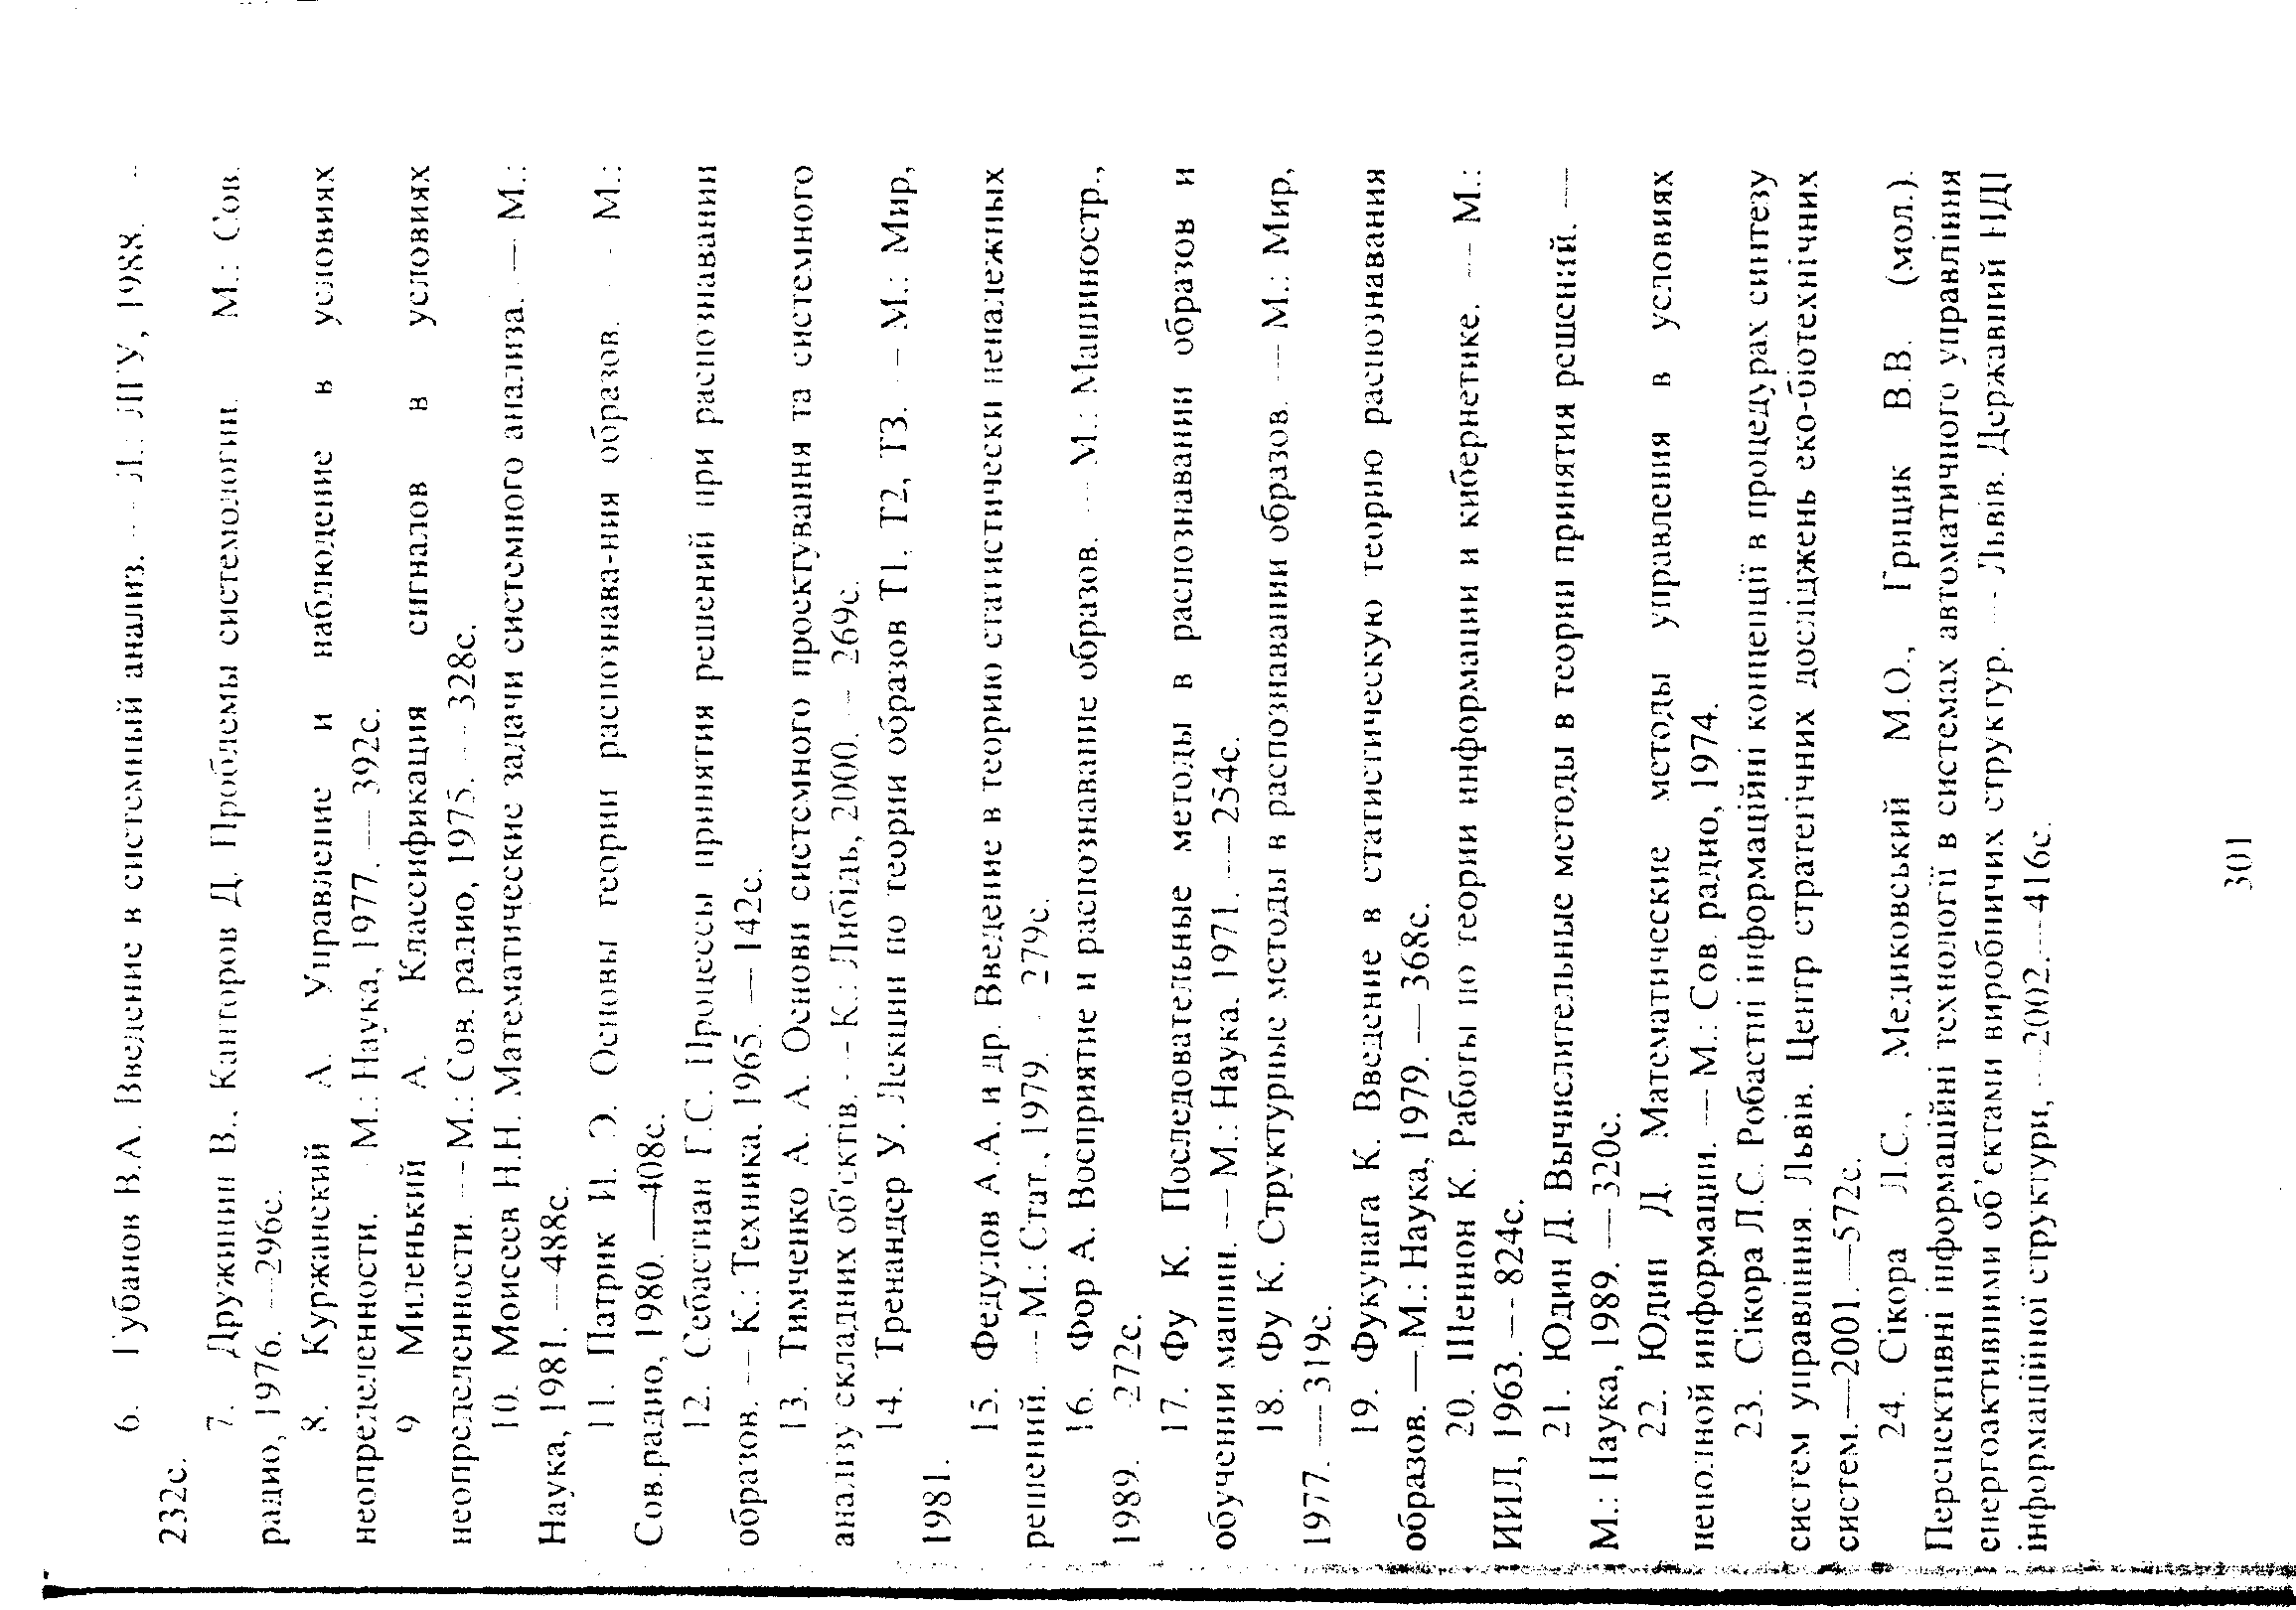 6. Губанов В.А. Введение в системный анализ. — Л.: ЛГУ, 1988. –
232с.
7. Дружинин В., Канторов Д. Проблемы системологии. М.: Сов.
радио, 1976. —296с.
8. Куржанский А. Управление и наблюдение в условиях
неопределенности. М.: Наука, 1977. — 392с.
9 Миленький А. Классификация сигналов в условиях
неопределенности. — М.: Сов. радио, 1975. — 328с.
10. Моисеев Н.Н. Математические задачи системного анализа. — М.:
Наука, 1981. —488с.
11. Патрик И. Э. Основы теории распознава-ния образов. - М.:
Сов.радио, 1980. —408с.
12. Себастиан Г.С. Процессы принятия решений при распознавании
образов. — К.: Техника, 1965. — 142с.
13. Тимченко А. А. Основи системного проектування та системного
аналізу складних об'єктів. -- К.: Либідь, 2000. — 269с.
14. Гренандер У. Лекции по теории образов Т1, Т2, Т3. — М.: Мир,
1981.
15. Федулов А.А. и др. Введение в теорию статистически неналежных
решений. — М.: Стат., 1979. - 279с.
16. Фор А. Восприятие и распознавание образов. — М.: Машиностр.,
1989. -272с.
17. Фу К. Последовательные методы в распознавании образов и
обучении машин. — М.: Наука. 1971. — 254с.
18. Фу К. Структурные методы в распознавании образов. — М.: Мир,
1977. — 319с.
19. Фукунага К. Введение в статистическую теорию распознавания
образов. — М.: Наука, 1979. — 368с.
20. Шеннон К. Работы по теории информации и кибернетике. — М.:
ИИЛ, 1963. — 824с.
21. Юдин Д. Вычислительные методы в теории принятия решений. —
М.: Наука, 1989. — 320с.
22. Юдин Д. Математические методы управления в условиях
неполной информации. — М.: Сов. радио, 1974.
23. Сікора Л.С. Робастні інформаційні концепції в процедурах синтезу
систем управління. Львів. Центр стратегічних досліджень еко-біотехнічних
систем.—2001.—572с.
24. Сікора Л.С., Медиковський М.О., Грицик В.В. (мол.).
Перспективні інформаційні технології в системах автоматичного управління
енергоактивними об'єктами виробничих структур. — Львів. Державний НДІ
інформаційної структури, —2002.—416с.
301